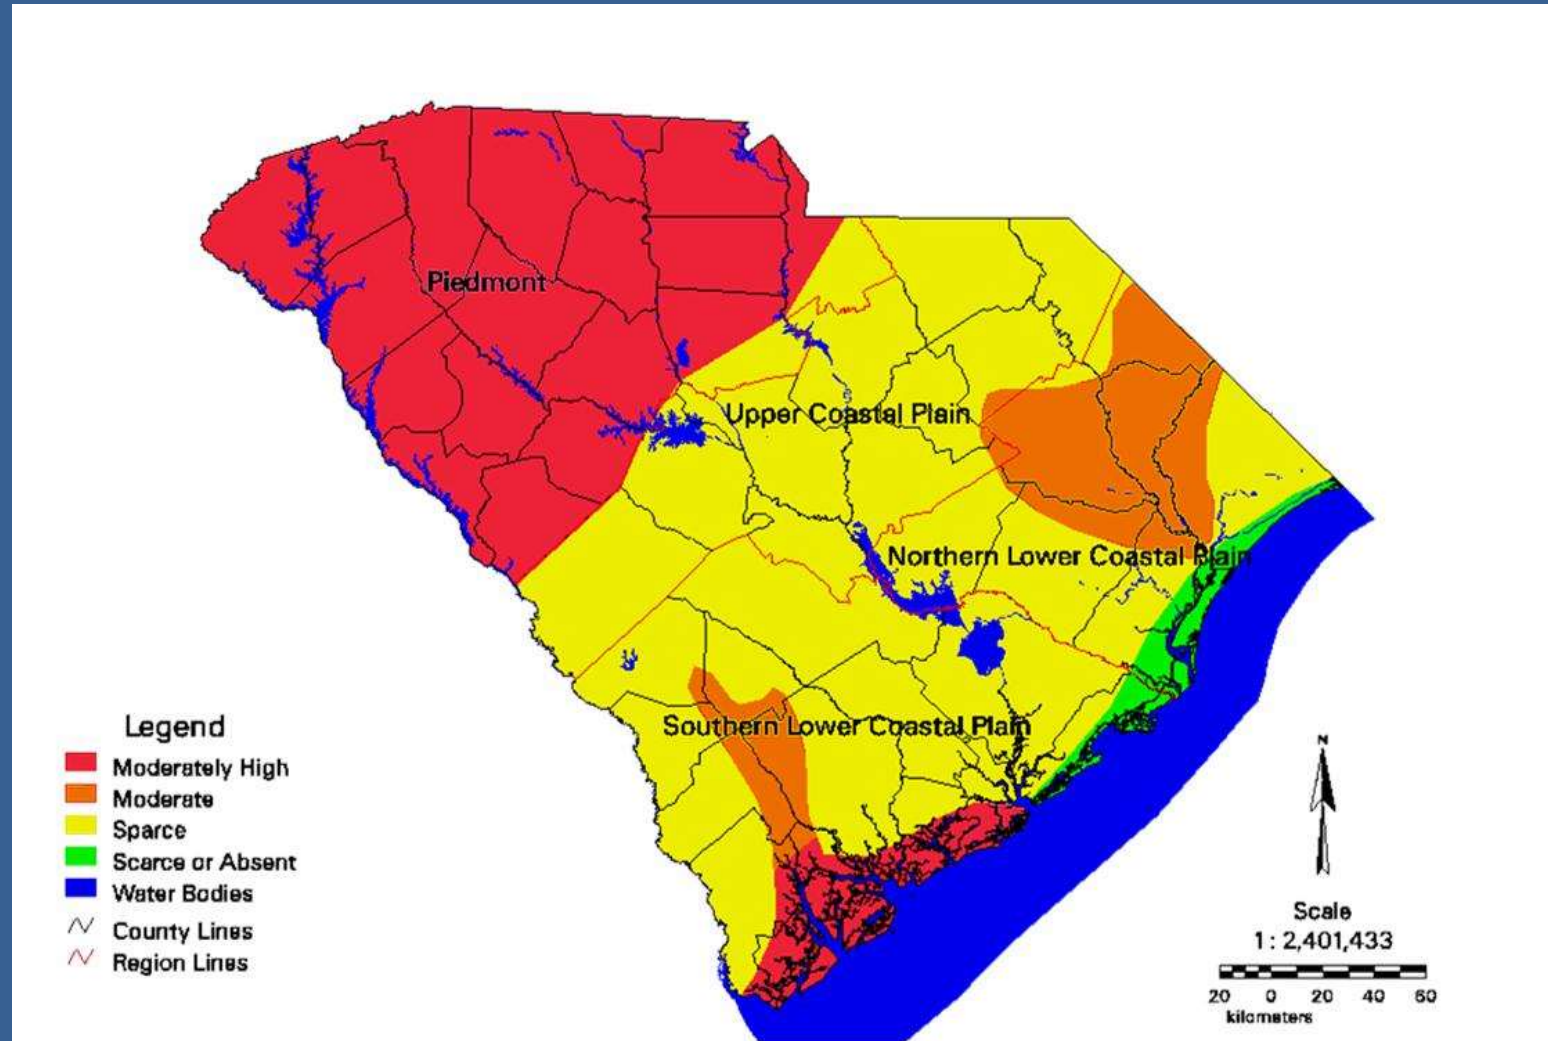 Piedmont
Upper Coastal Plain
Northern Lower Coastal Plain
Southern Lower Coastal Plain
Legend
Moderately High
Moderate
Sparce
Scarce or Absent
Water Bodies
County Lines
Region Lines
N
Scale
1 : 2,401,433
20 0 20 40 60
kilometers